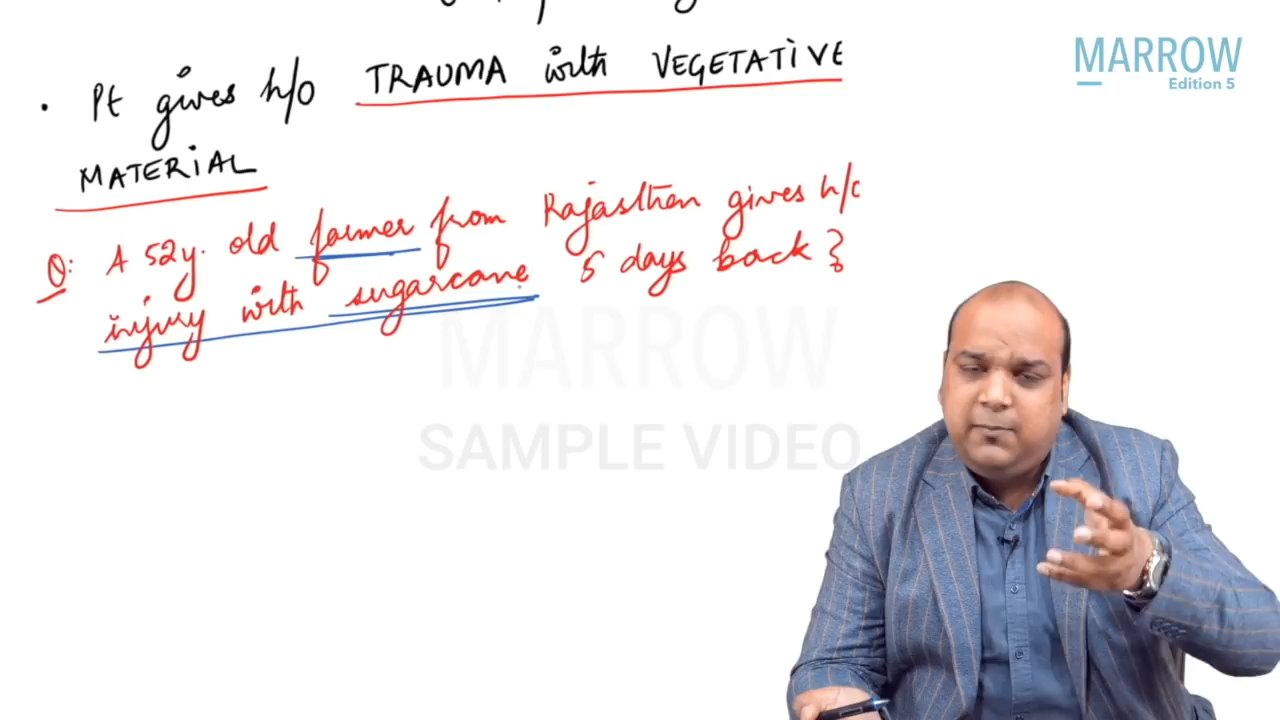 MARROW
Edition 5
• Pt gives h/o TRAUMA with VEGETATIVE
MATERIAL
Q: A 52y. old farmer from Rajasthan gives h/o
injury with sugarcane 5 days back }
MARROW
SAMPLE VIDEO